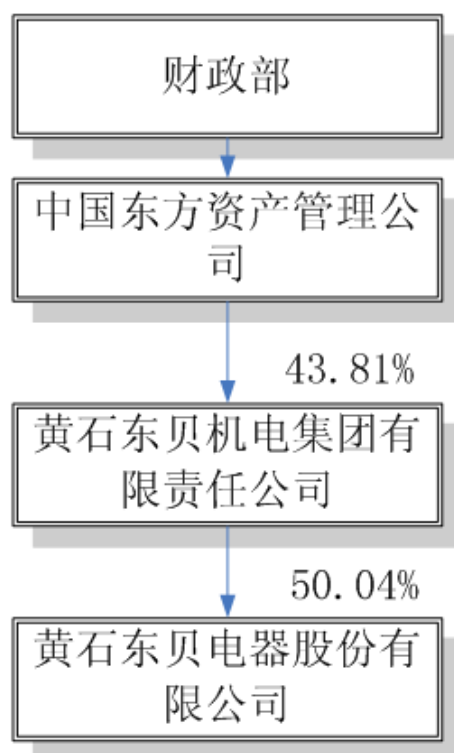 财政部
中国东方资产管理公
司
43.81%
黄石东贝机电集团有
限责任公司
50.04%
黄石东贝电器股份有
限公司